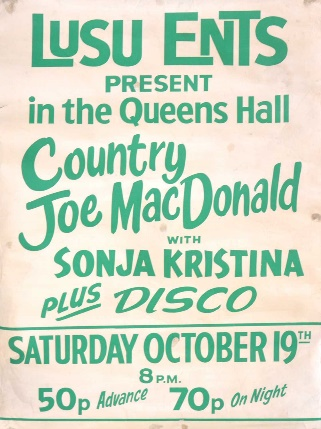 LUSU ENTS
PRESENT
in the Queens Hall
Country
Joe MacDonald
WITH
SONJA KRISTINA
PLUS DISCO
SATURDAY OCTOBER 19TH
8 P.M.
50p Advance 70p On Night